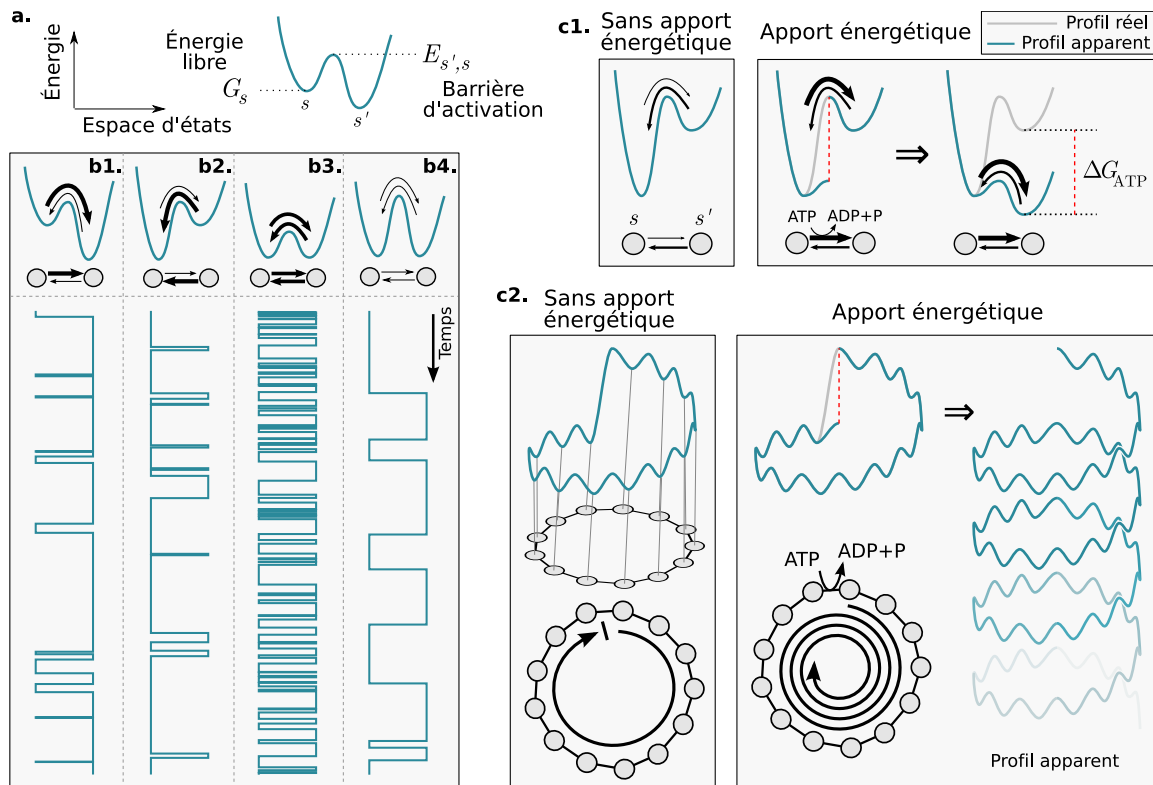 a.
Énergie
Espace d'états
Énergie
libre
G_s
s
s'
E_{s',s}
Barrière
d'activation
b1.
b2.
b3.
b4.
Temps
c1.
Sans apport
énergétique
Apport énergétique
Profil réel
Profil apparent
s
s'
ATP
ADP+P
⇒
ΔG_ATP
c2.
Sans apport
énergétique
Apport énergétique
⇒
ATP
ADP+P
Profil apparent